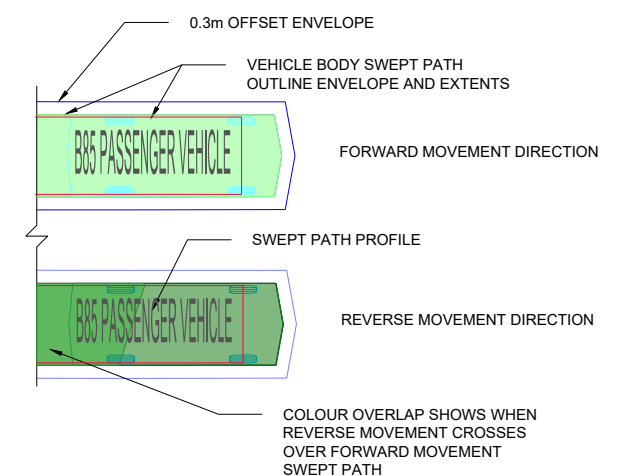 0.3m OFFSET ENVELOPE
VEHICLE BODY SWEPT PATH
OUTLINE ENVELOPE AND EXTENTS
B85 PASSENGER VEHICLE
FORWARD MOVEMENT DIRECTION
SWEPT PATH PROFILE
B85 PASSENGER VEHICLE
REVERSE MOVEMENT DIRECTION
COLOUR OVERLAP SHOWS WHEN
REVERSE MOVEMENT CROSSES
OVER FORWARD MOVEMENT
SWEPT PATH